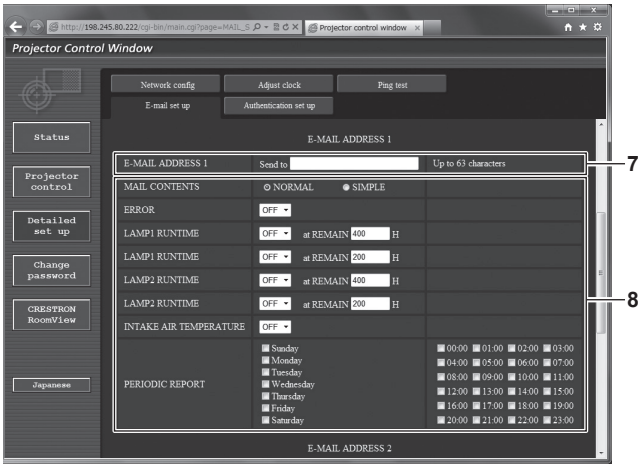 http://198.245.80.222/cgi-bin/main.cgi?page=MAIL_S
Projector control window
Projector Control Window
Network config Adjust clock Ping test
E-mail set up Authentication set up
Status
Projector
control
Detailed
set up
Change
password
CRESTRON
RoomView
Japanese
E-MAIL ADDRESS 1
E-MAIL ADDRESS 1 Send to Up to 63 characters
7
MAIL CONTENTS NORMAL SIMPLE
ERROR OFF
LAMP1 RUNTIME OFF at REMAIN 400 H
LAMP1 RUNTIME OFF at REMAIN 200 H
LAMP2 RUNTIME OFF at REMAIN 400 H
LAMP2 RUNTIME OFF at REMAIN 200 H
8
INTAKE AIR TEMPERATURE OFF
PERIODIC REPORT
Sunday
Monday
Tuesday
Wednesday
Thursday
Friday
Saturday
00:00 01:00 02:00 03:00
04:00 05:00 06:00 07:00
08:00 09:00 10:00 11:00
12:00 13:00 14:00 15:00
16:00 17:00 18:00 19:00
20:00 21:00 22:00 23:00
E-MAIL ADDRESS 2